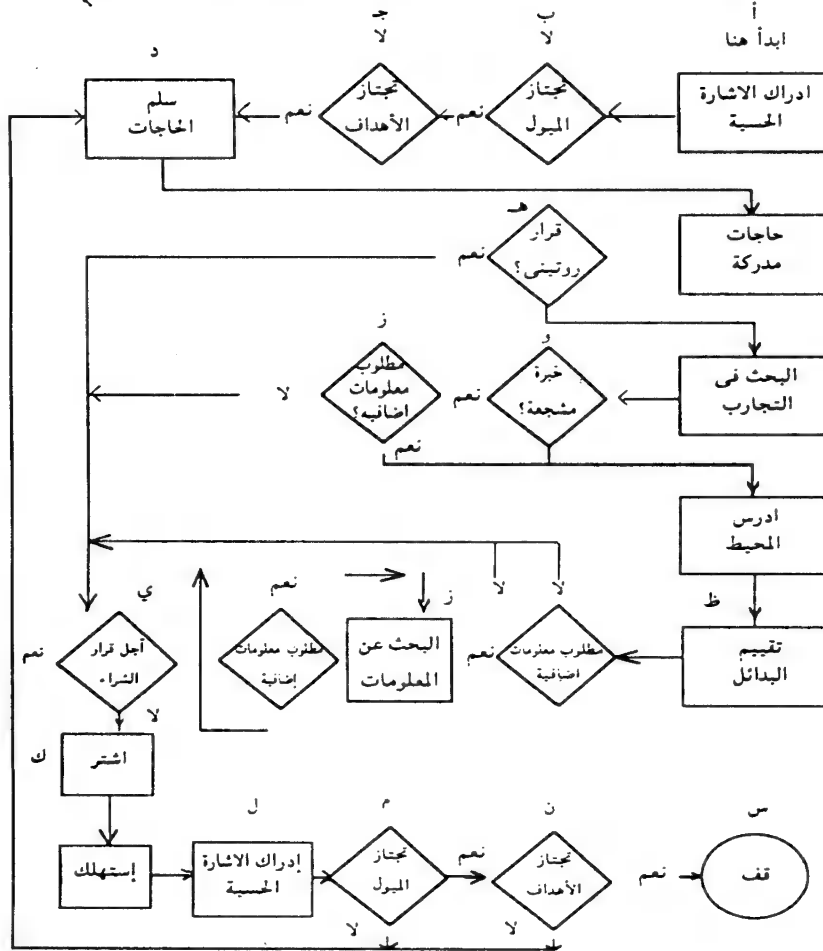 أ
ابدأ هنا
ادراك الاشارة
الحسية
ب
لا
تجتاز
الميول
نعم
جـ
لا
تجتاز
الأهداف
نعم
د
سلم
الحاجات
حاجات
مدركة
هـ
قرار
روتينى؟
نعم
البحث فى
التجارب
و
خبرة
مشجعة؟
نعم
ز
مطلوب
معلومات
اضافيه؟
لا
نعم
ادرس
المحيط
ظ
تقييم
البدائل
لا
لا
مطلوب معلومات
اضافية
نعم
ز
البحث عن
المعلومات
نعم
مطلوب معلومات
إضافية
ي
أجل قرار
الشراء
نعم
لا
ك
اشتر
إستهلك
ل
إدراك الاشارة
الحسية
م
تجتاز
الميول
نعم
لا
ن
تجتاز
الأهداف
نعم
لا
س
قف